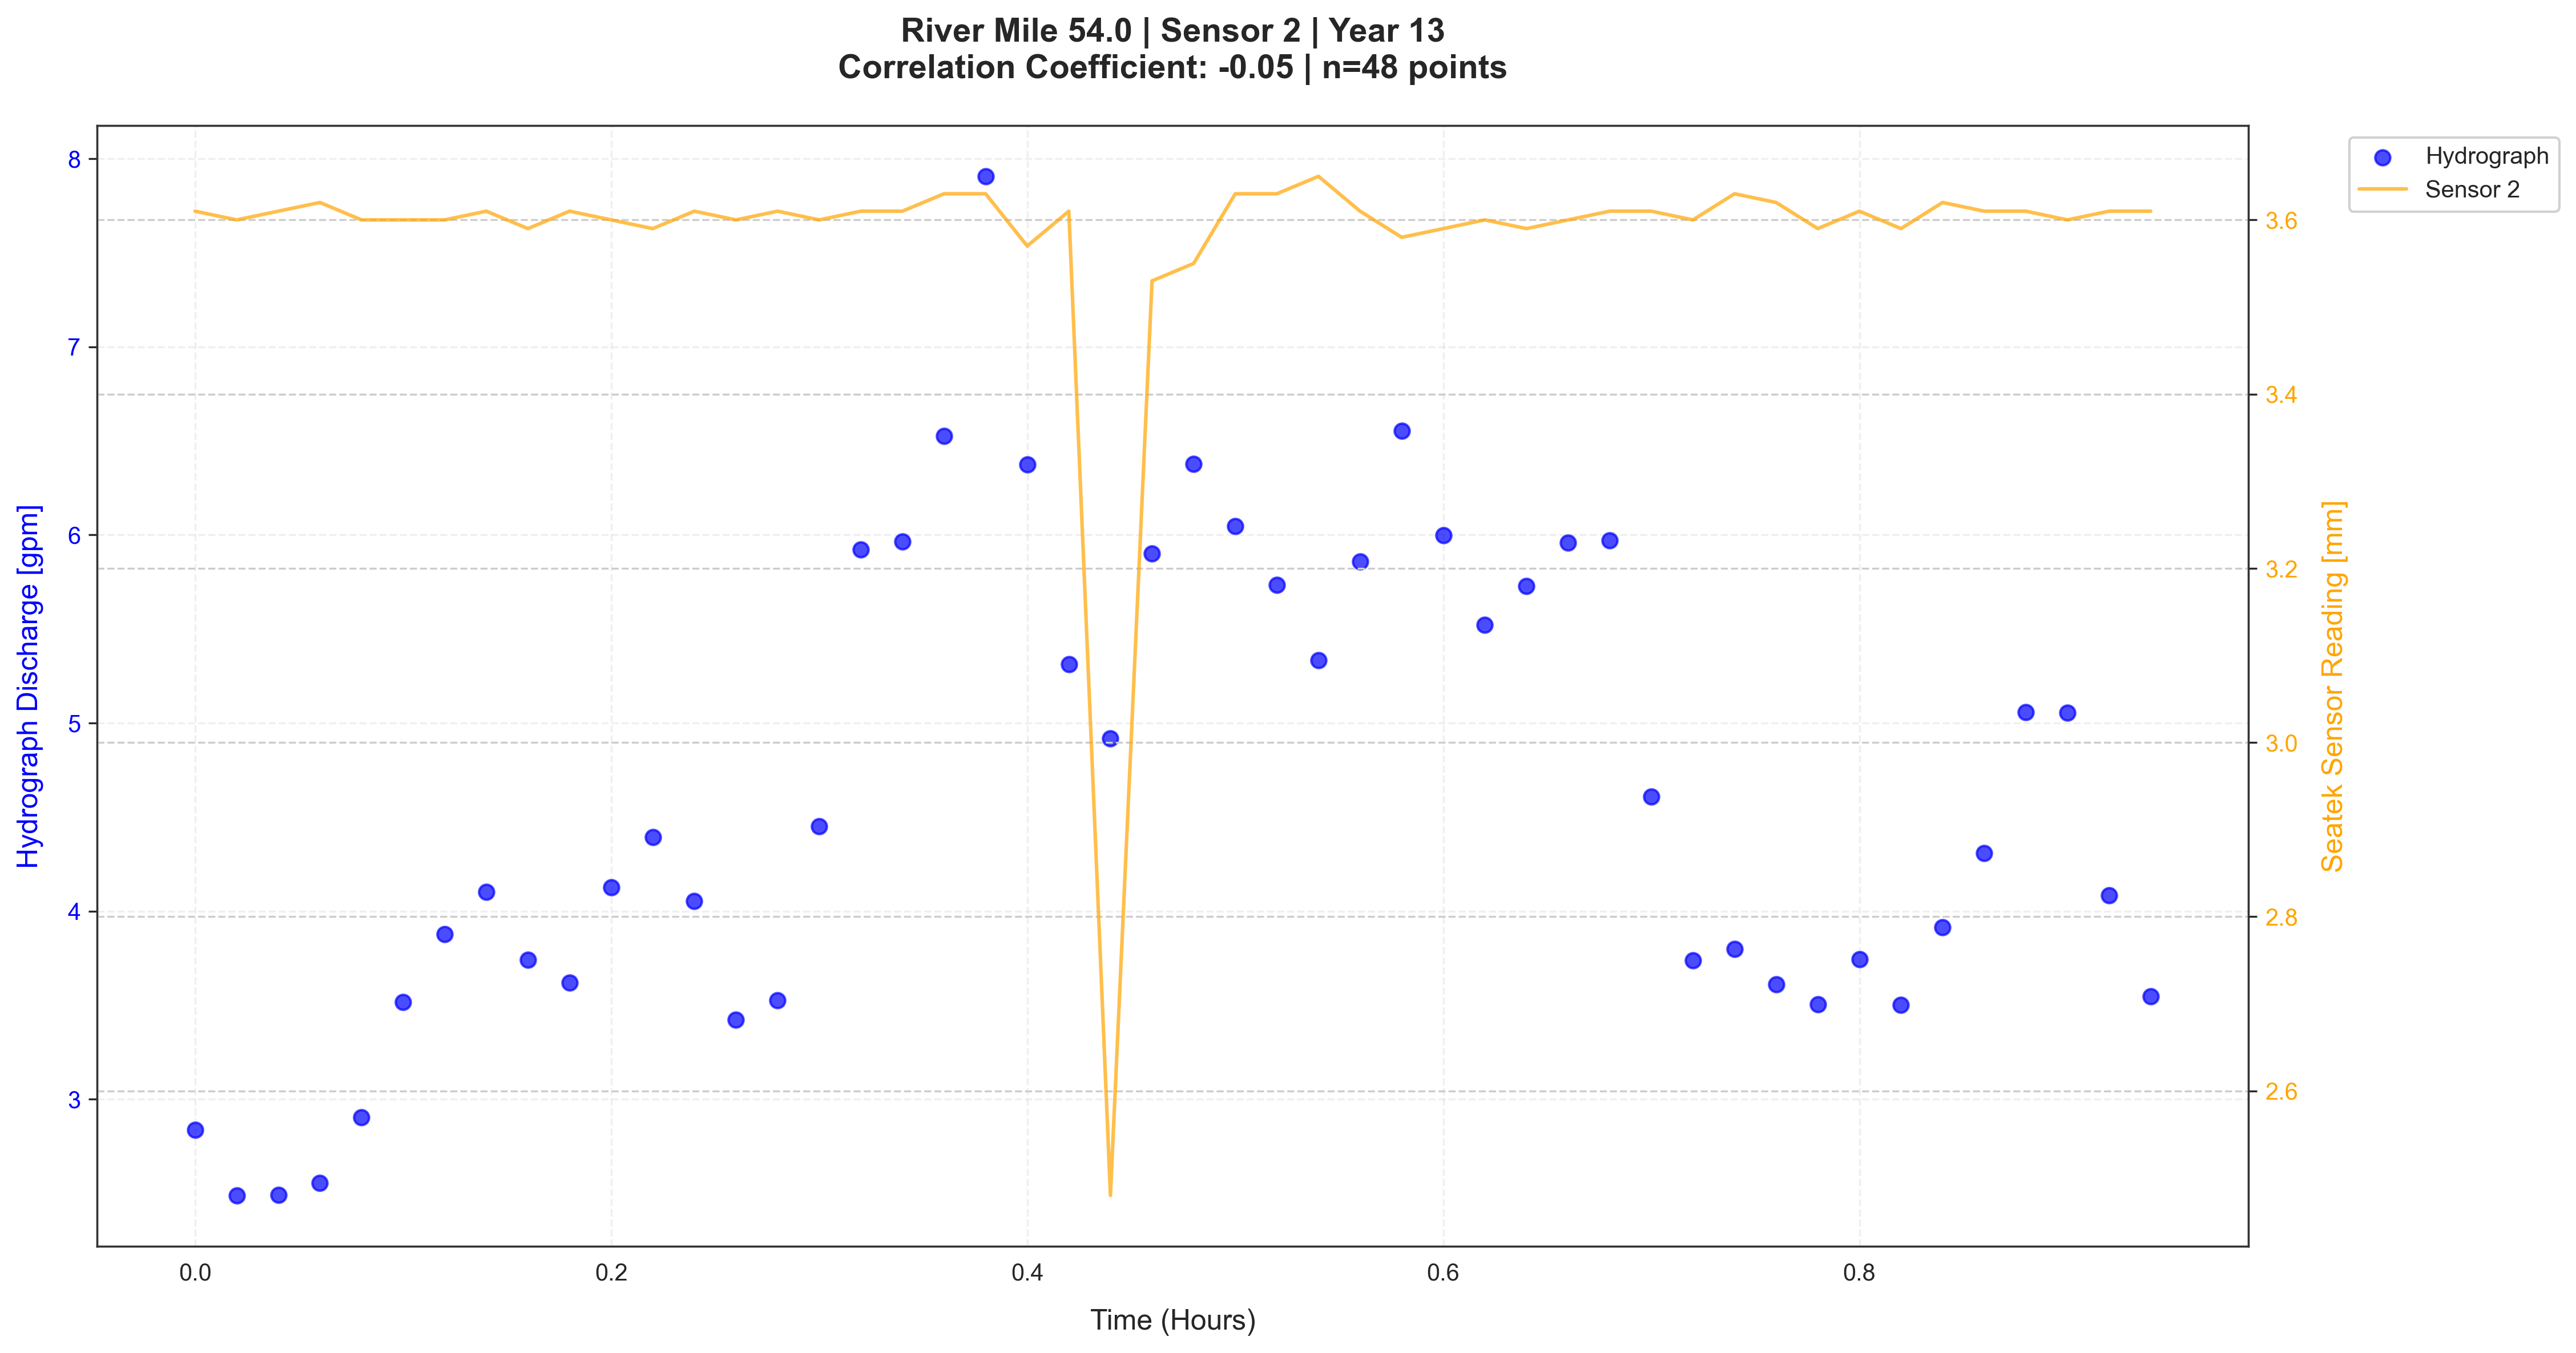 River Mile 54.0 | Sensor 2 | Year 13
Correlation Coefficient: -0.05 | n=48 points
Hydrograph
Sensor 2
8
7
6
5
4
3
Hydrograph Discharge [gpm]
3.6
3.4
3.2
3.0
2.8
2.6
Seatek Sensor Reading [mm]
0.0 0.2 0.4 0.6 0.8
Time (Hours)